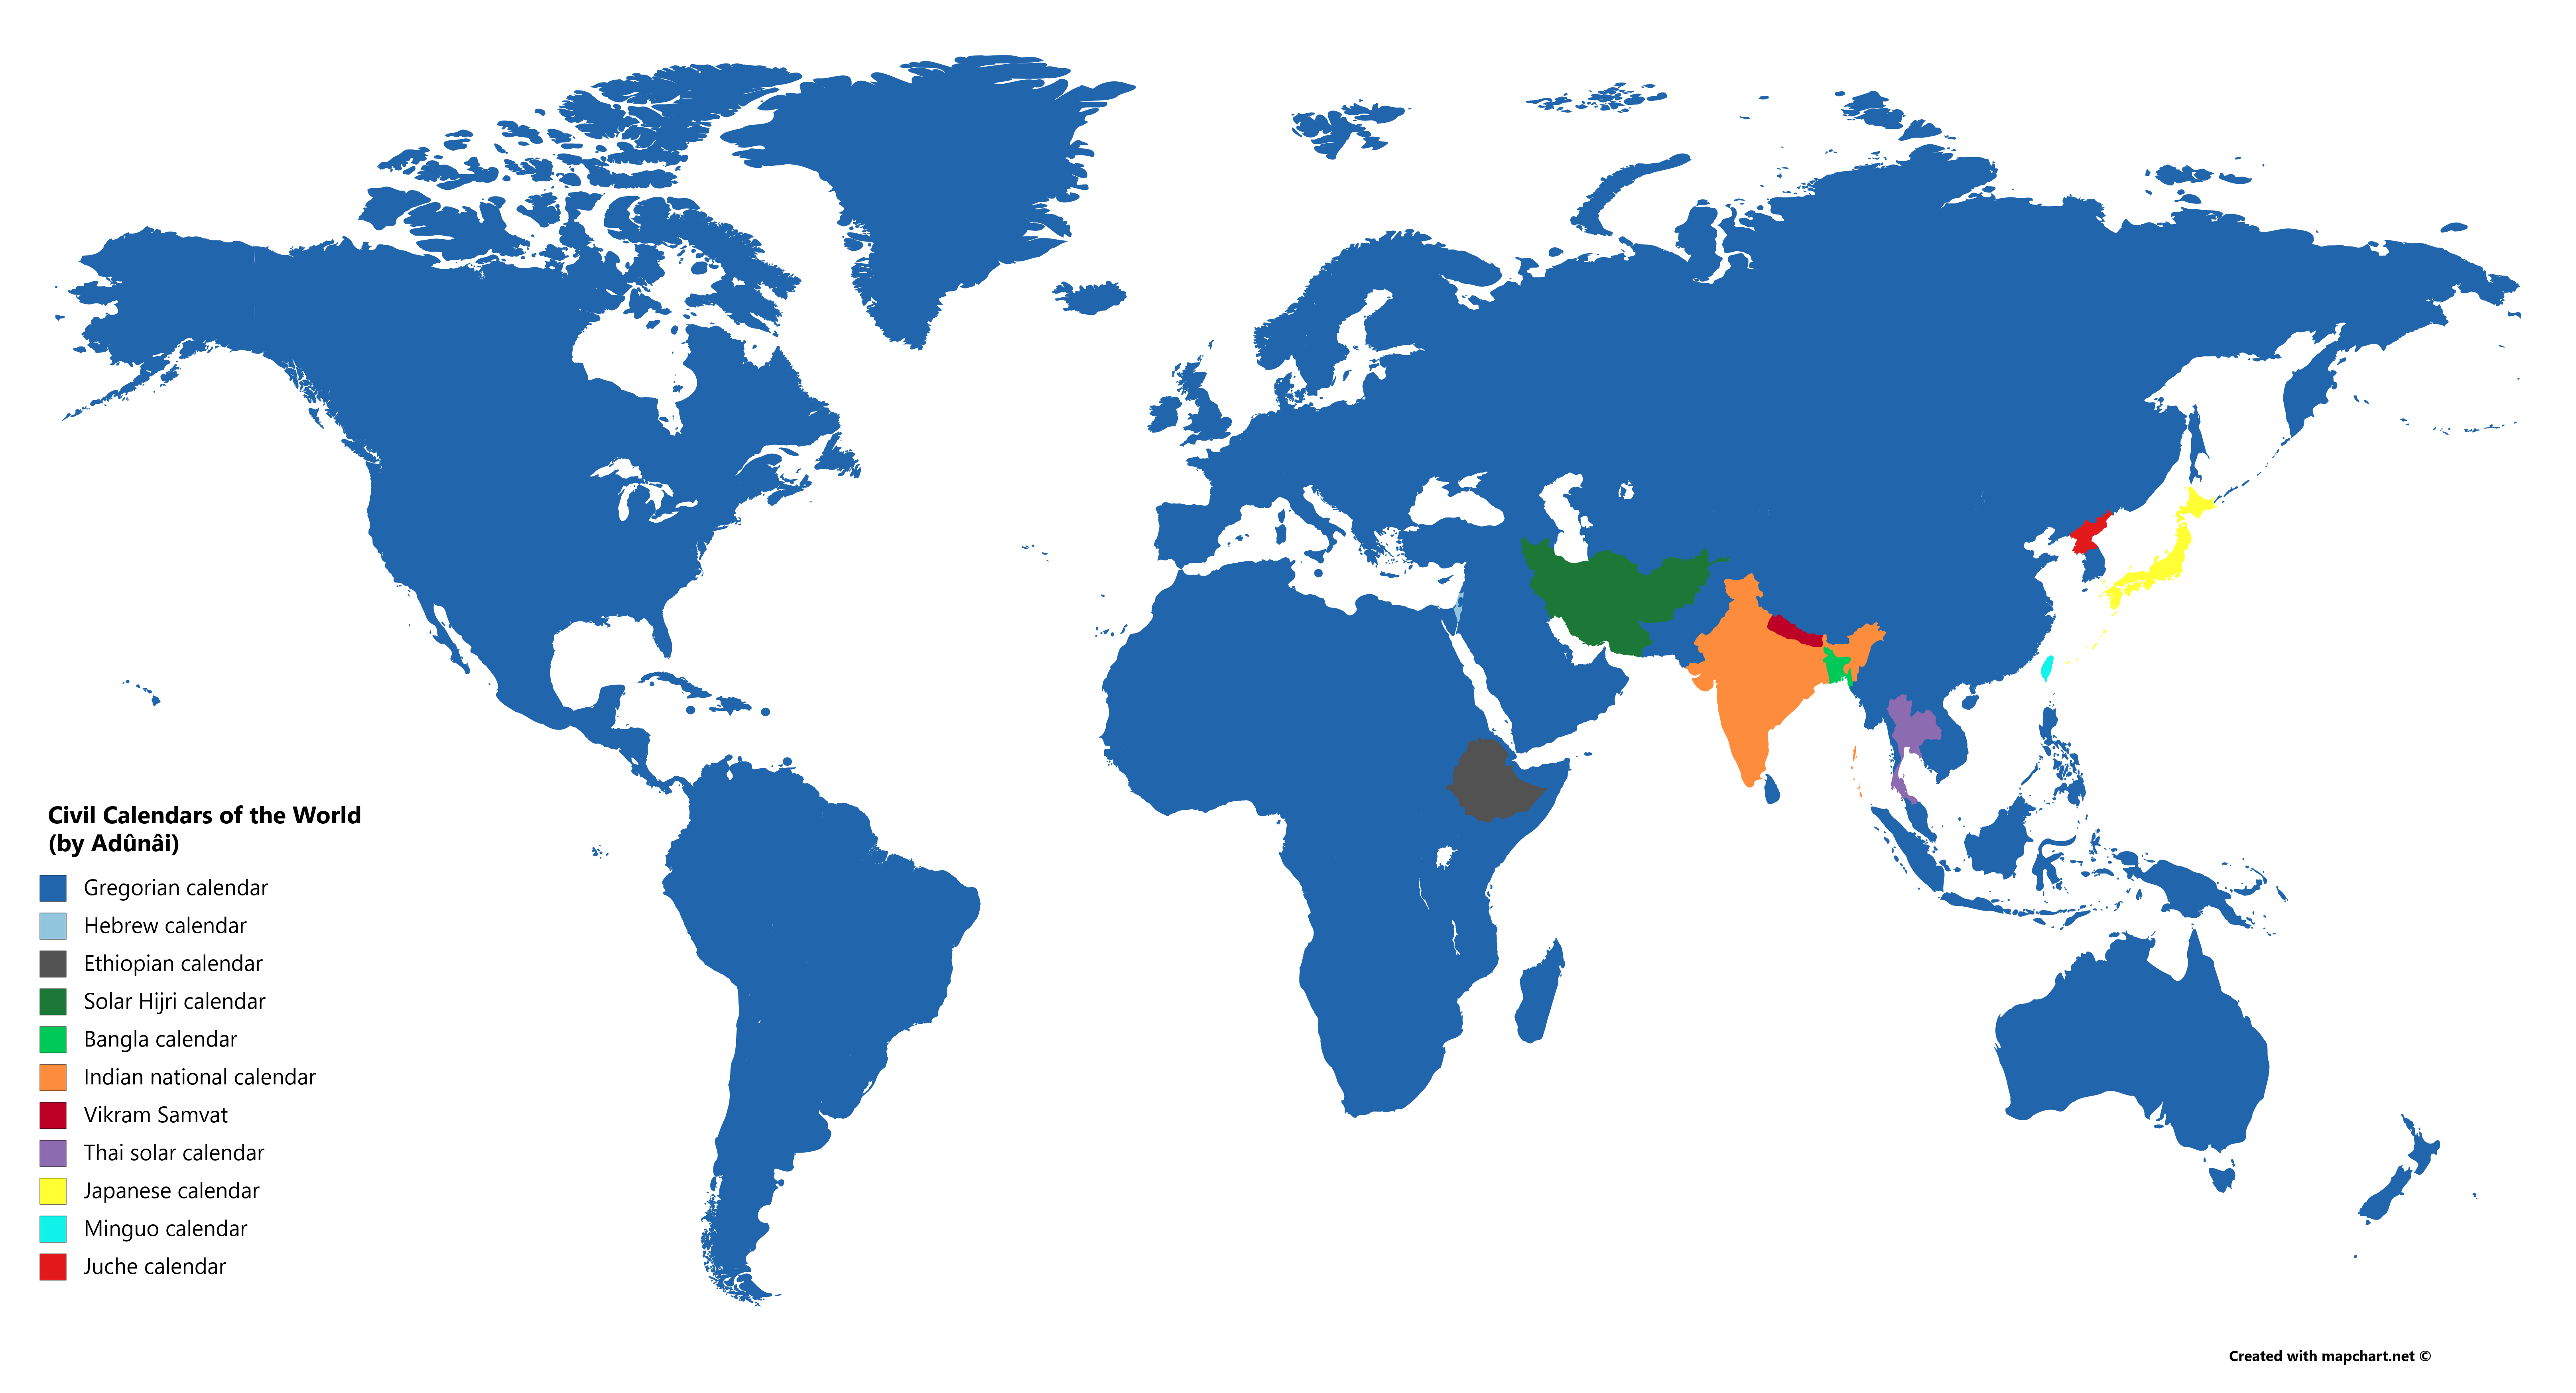 Civil Calendars of the World
(by Adûnâi)
Gregorian calendar
Hebrew calendar
Ethiopian calendar
Solar Hijri calendar
Bangla calendar
Indian national calendar
Vikram Samvat
Thai solar calendar
Japanese calendar
Minguo calendar
Juche calendar
Created with mapchart.net ©